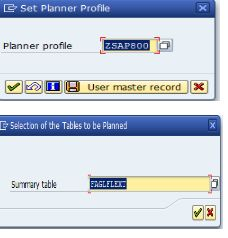 Set Planner Profile
Planner profile ZSAP800
User master record
Selection of the Tables to be Planned
Summary table FAGLFLEXT